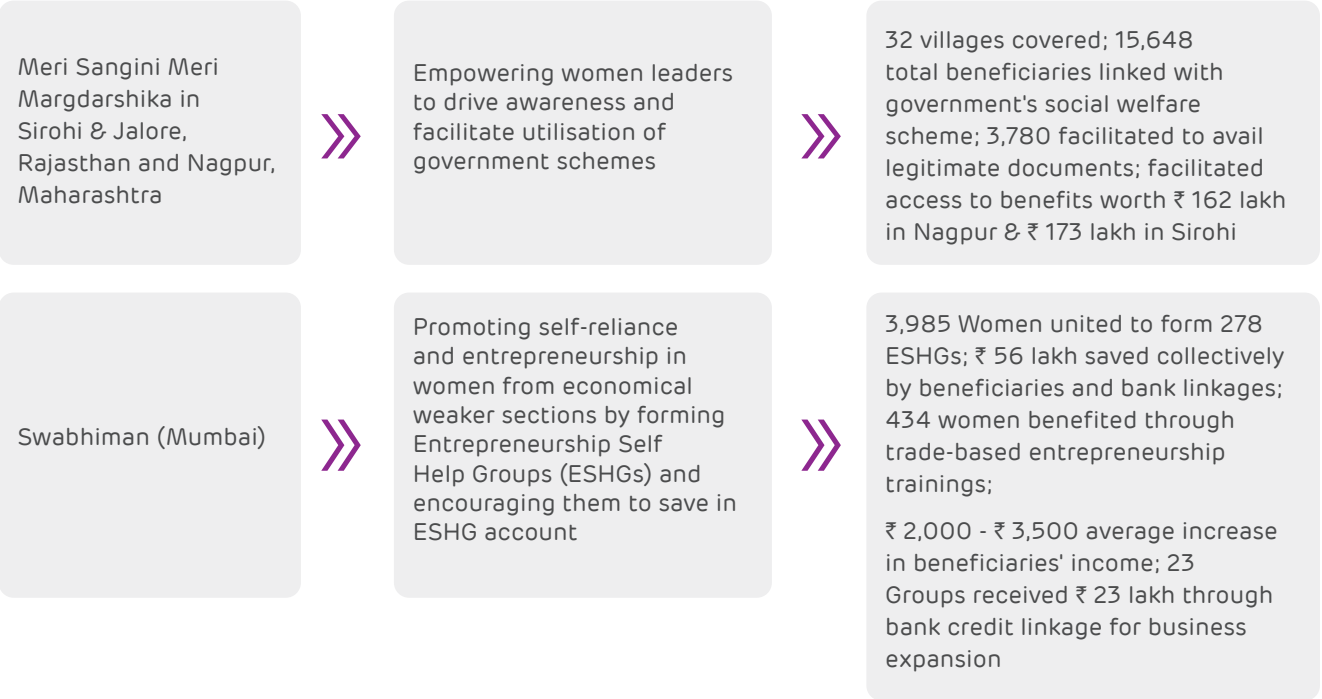 Meri Sangini Meri
Margdarshika in
Sirohi & Jalore,
Rajasthan and Nagpur,
Maharashtra
Empowering women leaders
to drive awareness and
facilitate utilisation of
government schemes
32 villages covered; 15,648
total beneficiaries linked with
government's social welfare
scheme; 3,780 facilitated to avail
legitimate documents; facilitated
access to benefits worth ₹ 162 lakh
in Nagpur & ₹ 173 lakh in Sirohi
Swabhiman (Mumbai)
Promoting self-reliance
and entrepreneurship in
women from economical
weaker sections by forming
Entrepreneurship Self
Help Groups (ESHGs) and
encouraging them to save in
ESHG account
3,985 Women united to form 278
ESHGs; ₹ 56 lakh saved collectively
by beneficiaries and bank linkages;
434 women benefited through
trade-based entrepreneurship
trainings;
₹ 2,000 - ₹ 3,500 average increase
in beneficiaries' income; 23
Groups received ₹ 23 lakh through
bank credit linkage for business
expansion